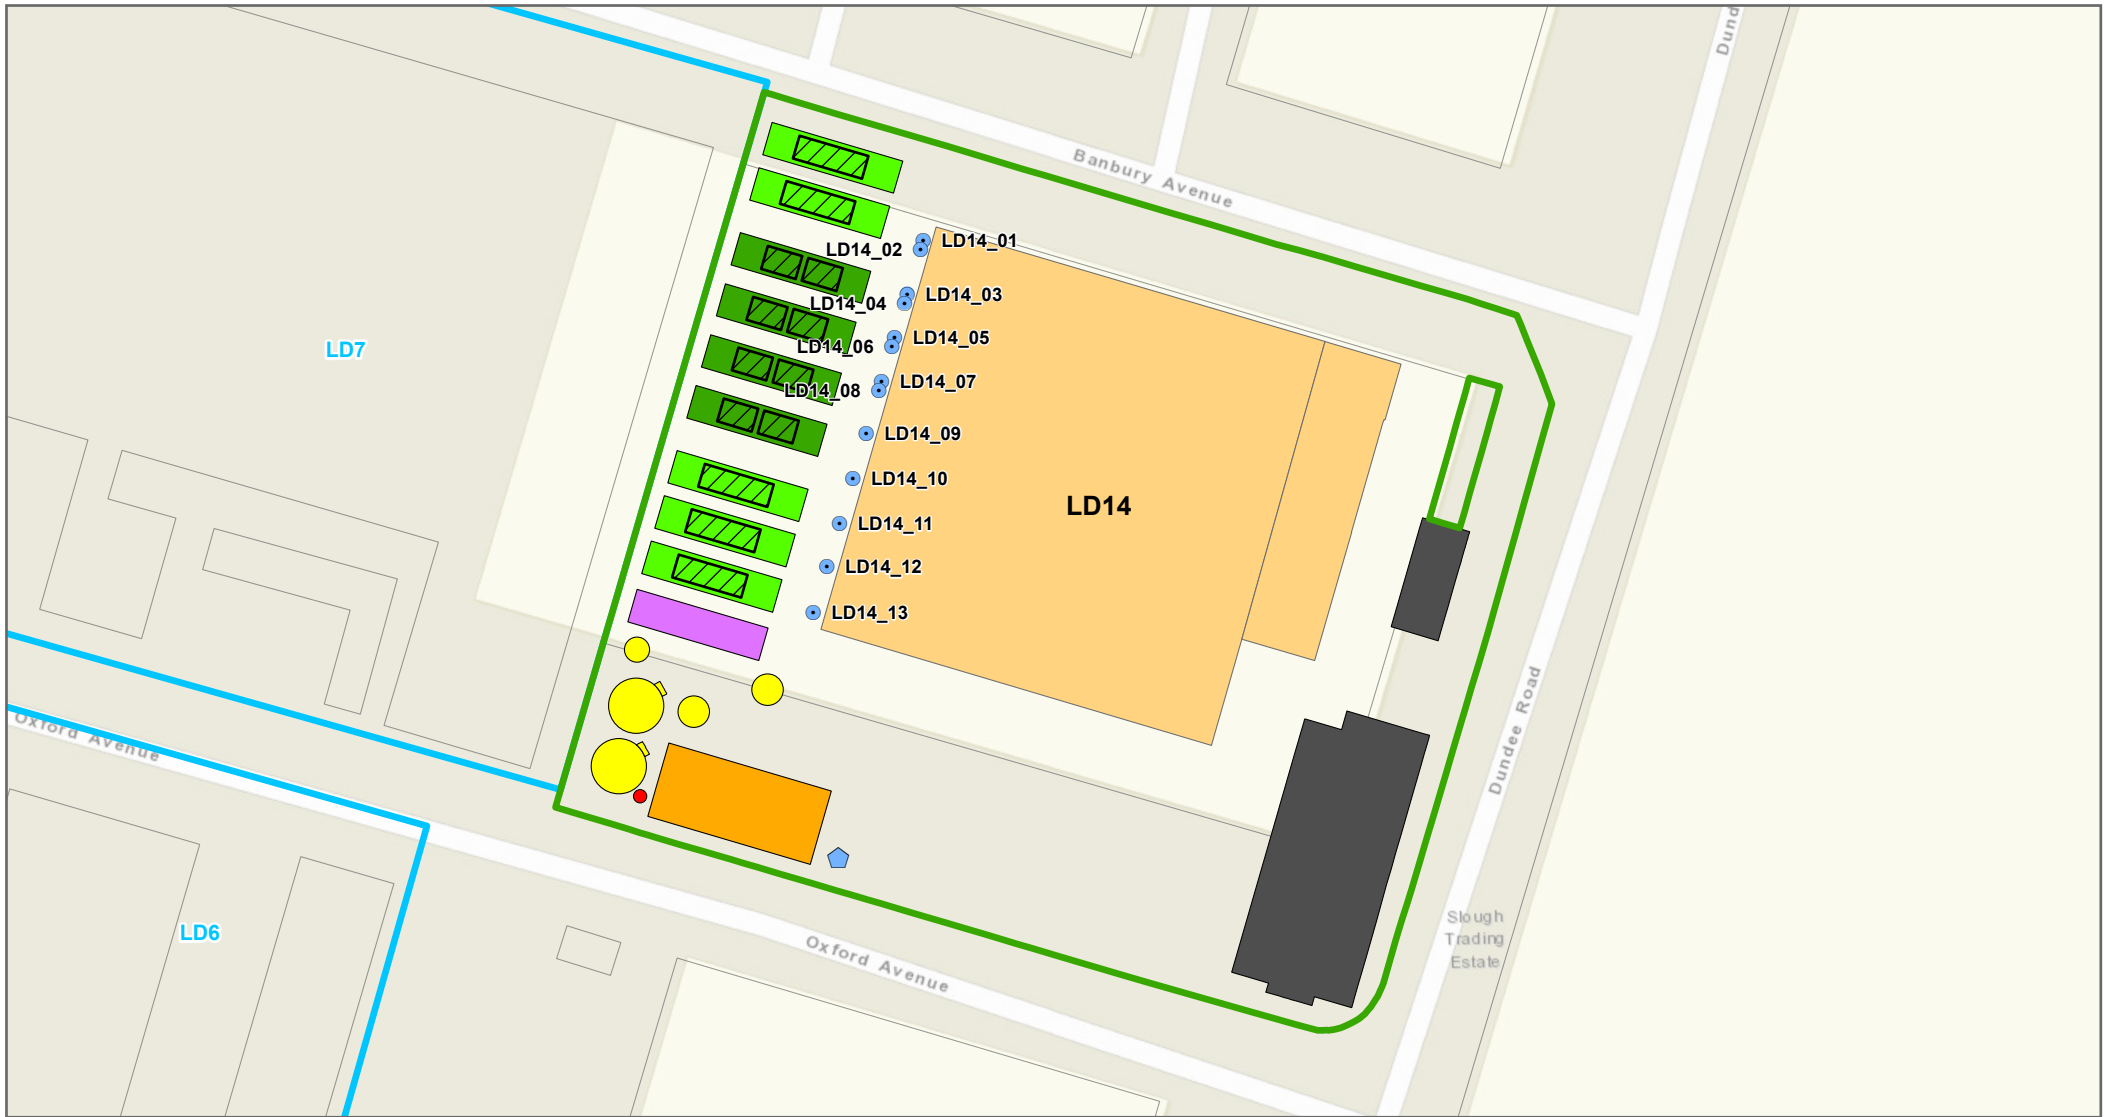 Dund
Banbury Avenue
LD14_01
LD14_02
LD14_03
LD14_04
LD14_05
LD14_06
LD14_07
LD14_08
LD14_09
LD14_10
LD14_11
LD14_12
LD14_13
LD14
LD7
Oxford Avenue
Dundee Road
LD6
Slough
Trading
Estate
Oxford Avenue